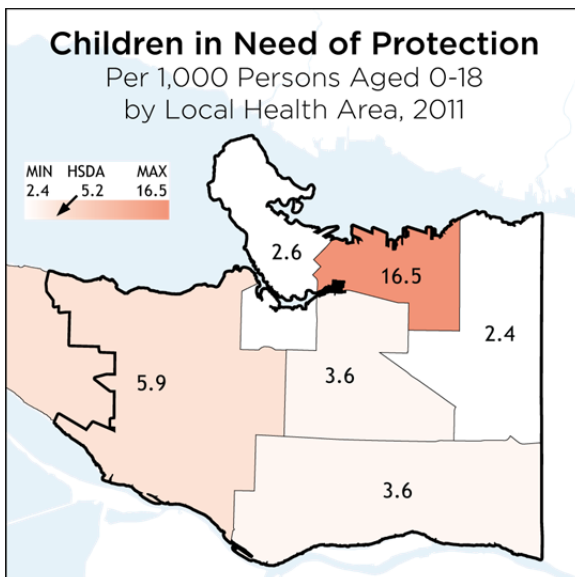 Children in Need of Protection
Per 1,000 Persons Aged 0-18
by Local Health Area, 2011
MIN HSDA MAX
2.4 5.2 16.5
2.6
16.5
2.4
3.6
5.9
3.6